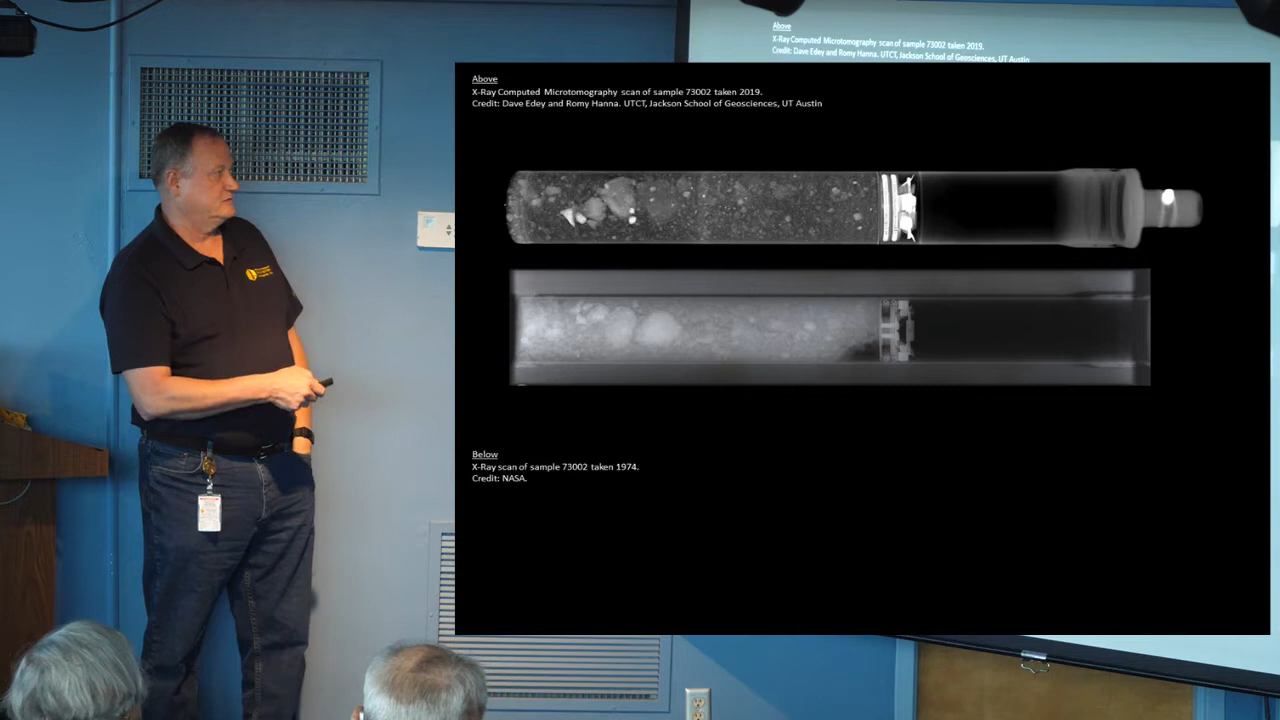 Above
X-Ray Computed Microtomography scan of sample 73002 taken 2019.
Credit: Dave Edey and Romy Hanna. UTCT, Jackson School of Geosciences, UT Austin
Above
X-Ray Computed Microtomography scan of sample 73002 taken 2019.
Credit: Dave Edey and Romy Hanna. UTCT, Jackson School of Geosciences, UT Austin
Below
X-Ray scan of sample 73002 taken 1974.
Credit: NASA.